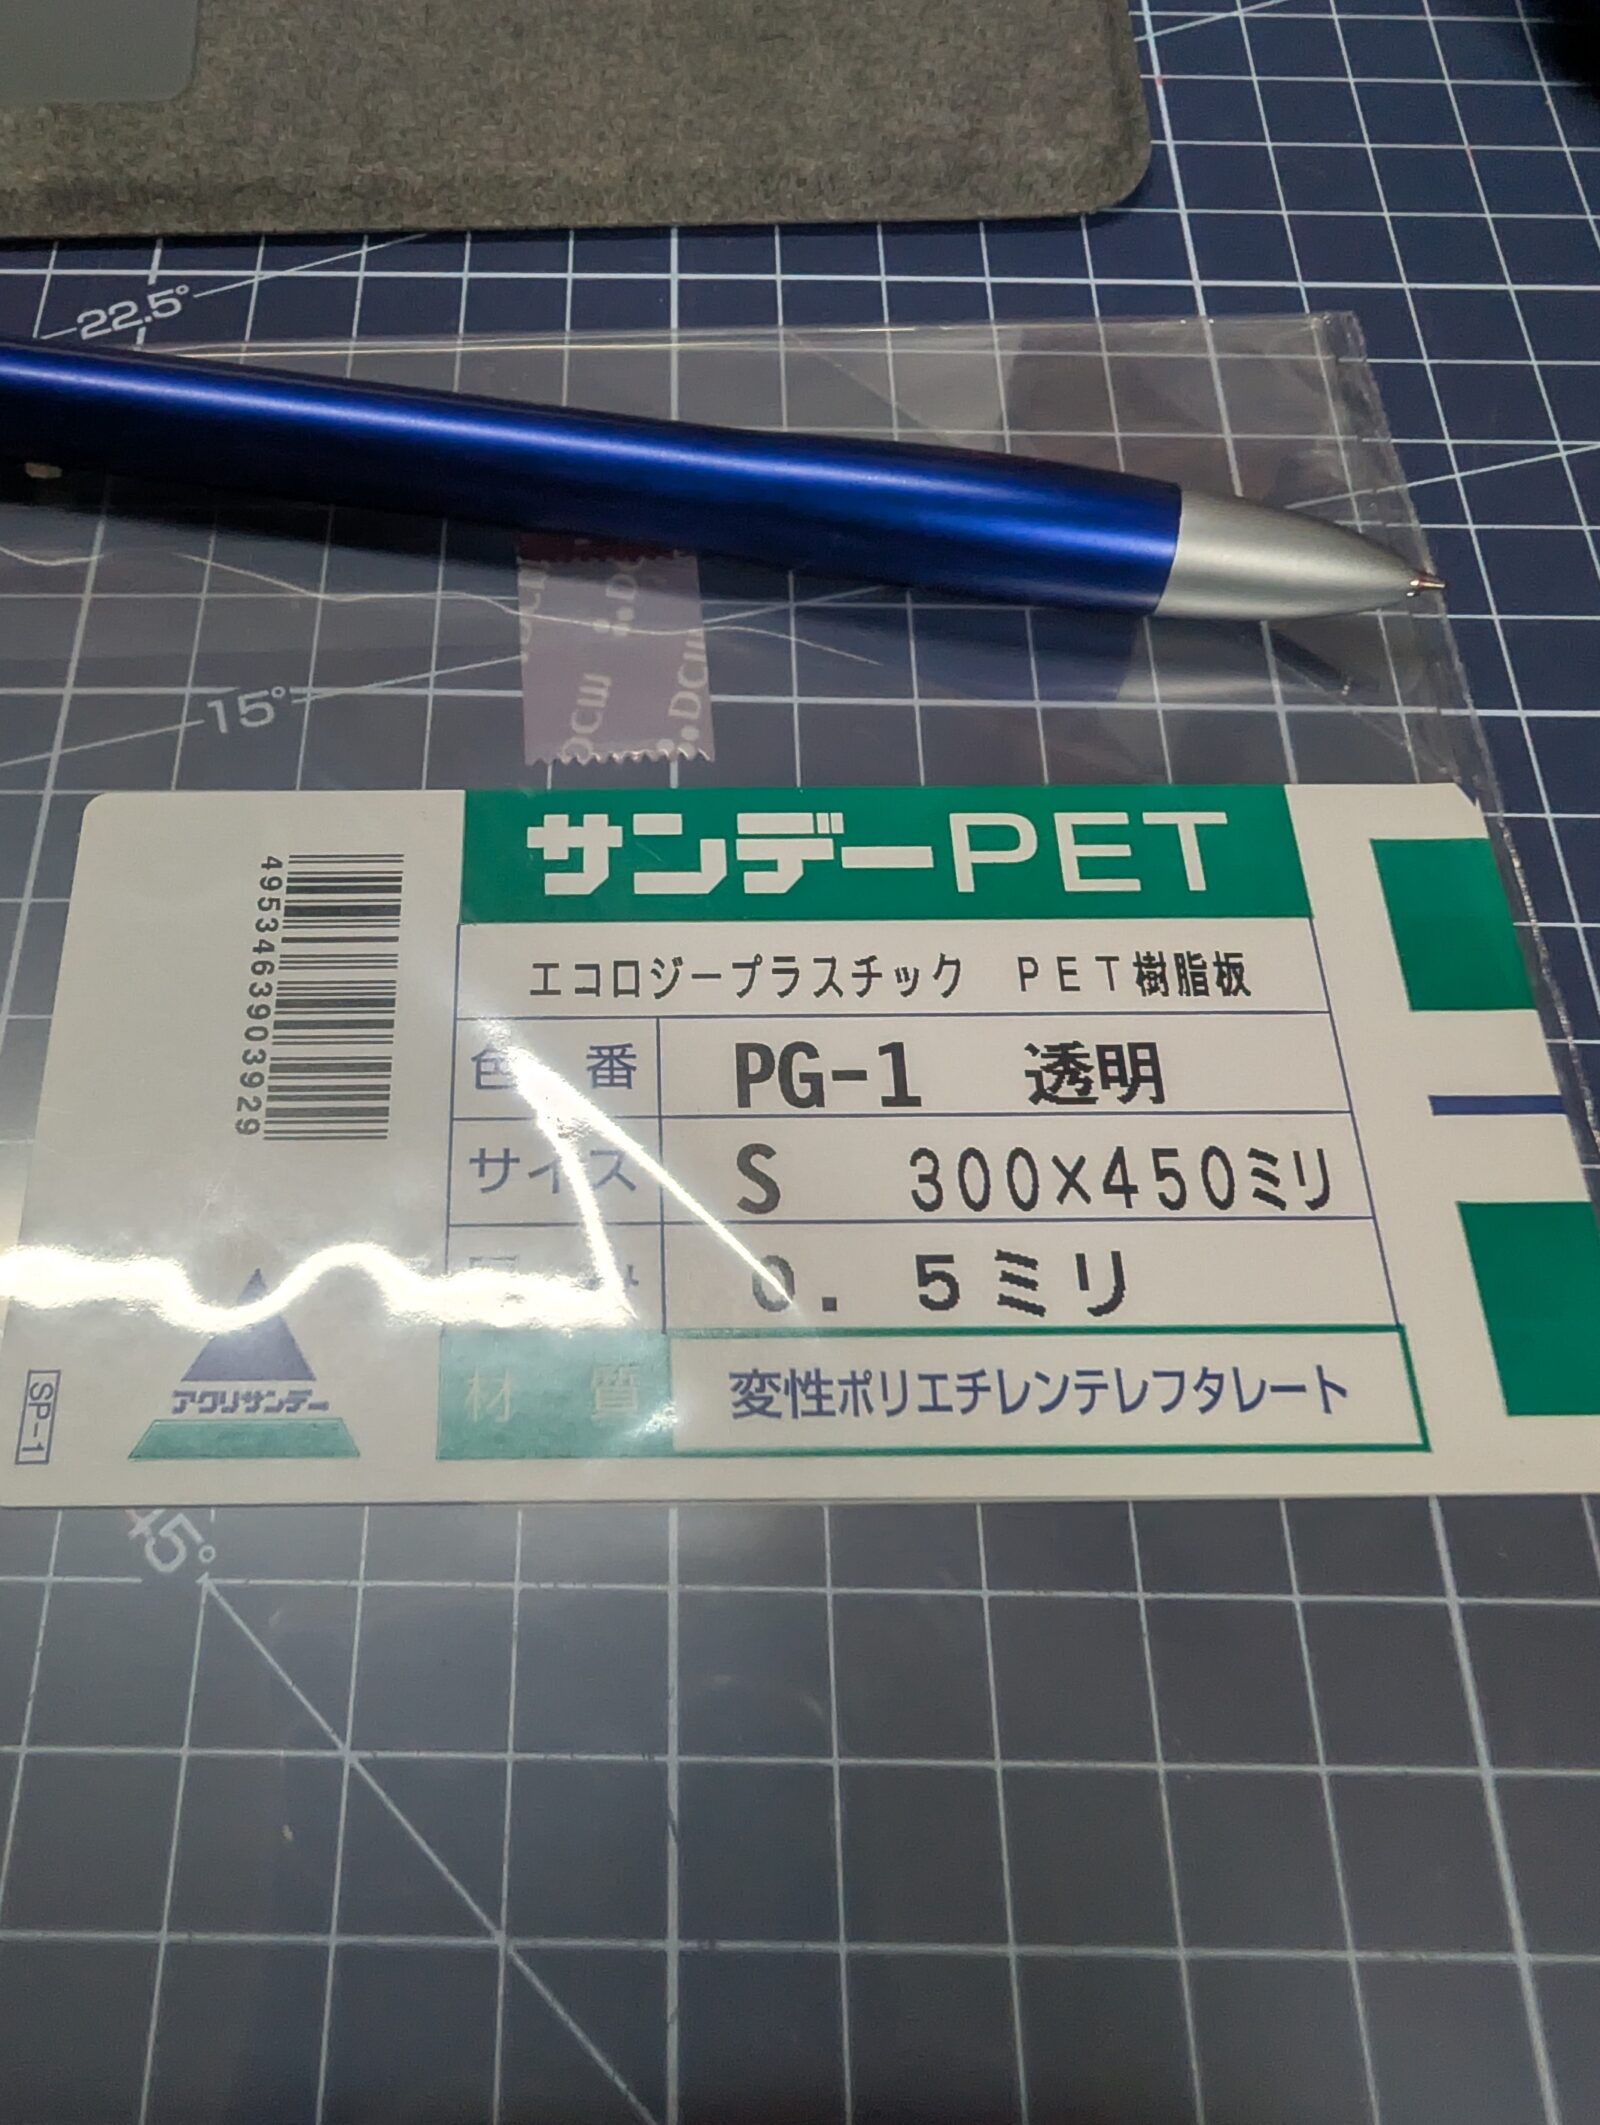 22.5°
DCM
DCM
15°
サンデーPET
エコロジープラスチック PET樹脂板
色番 PG-1 透明
サイズ S 300×450ミリ
0.5ミリ
材質 変性ポリエチレンテレフタレート
4953463903929
アクリサンデー
SP-1
45°